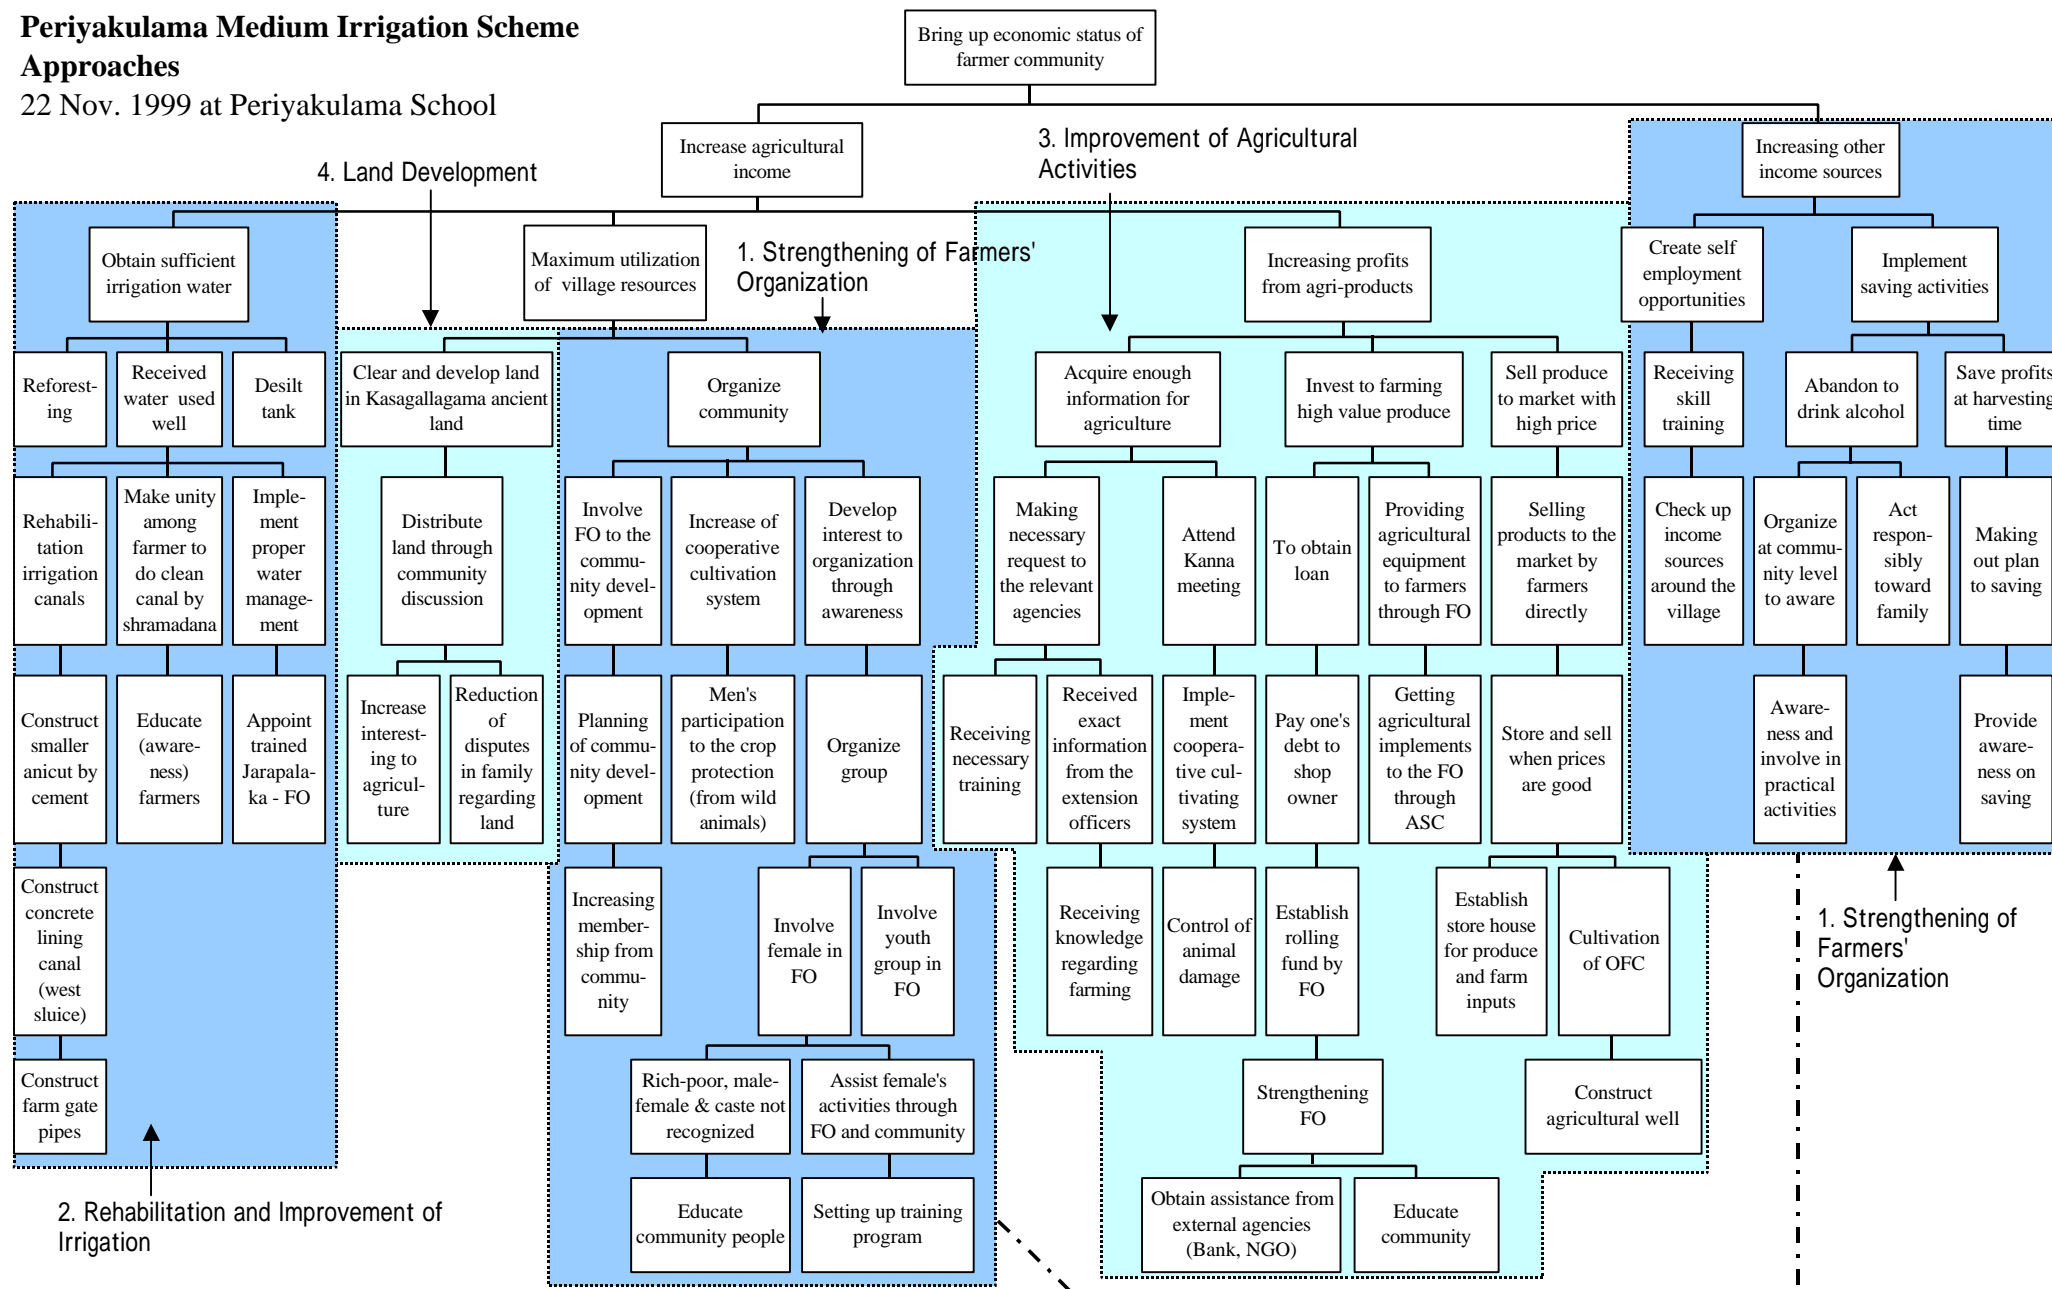 Periyakulama Medium Irrigation Scheme
Approaches
22 Nov. 1999 at Periyakulama School
Bring up economic status of
farmer community
Increase agricultural
income
3. Improvement of Agricultural
Activities
Increasing other
income sources
4. Land Development
Obtain sufficient
irrigation water
Maximum utilization
of village resources
1. Strengthening of Farmers'
Organization
Increasing profits
from agri-products
Create self
employment
opportunities
Implement
saving activities
Reforest-
ing
Received
water used
well
Desilt
tank
Clear and develop land
in Kasagallagama ancient
land
Organize
community
Acquire enough
information for
agriculture
Invest to farming
high value produce
Sell produce
to market with
high price
Receiving
skill
training
Abandon to
drink alcohol
Save profits
at harvesting
time
Rehabili-
tation
irrigation
canals
Make unity
among
farmer to
do clean
canal by
shramadana
Imple-
ment
proper
water
manage-
ment
Distribute
land through
community
discussion
Involve
FO to the
commu-
nity devel-
opment
Increase of
cooperative
cultivation
system
Develop
interest to
organization
through
awareness
Making
necessary
request to
the relevant
agencies
Attend
Kanna
meeting
To obtain
loan
Providing
agricultural
equipment
to farmers
through FO
Selling
products to the
market by
farmers
directly
Check up
income
sources
around the
village
Organize
at commu-
nity level
to aware
Act
respon-
sibly
toward
family
Making
out plan
to saving
Construct
smaller
anicut by
cement
Educate
(aware-
ness)
farmers
Appoint
trained
Jarapala-
ka - FO
Increase
interest-
ing to
agricul-
ture
Reduction
of
disputes
in family
regarding
land
Planning
of commu-
nity devel-
opment
Men's
participation
to the crop
protection
(from wild
animals)
Organize
group
Receiving
necessary
training
Received
exact
information
from the
extension
officers
Imple-
ment
coopera-
tive cul-
tivating
system
Pay one's
debt to
shop
owner
Getting
agricultural
implements
to the FO
through
ASC
Store and sell
when prices
are good
Aware-
ness and
involve in
practical
activities
Provide
aware-
ness on
saving
Construct
concrete
lining
canal
(west
sluice)
Increasing
member-
ship from
commu-
nity
Involve
female in
FO
Involve
youth
group in
FO
Receiving
knowledge
regarding
farming
Control of
animal
damage
Establish
rolling
fund by
FO
Establish
store house
for produce
and farm
inputs
Cultivation
of OFC
1. Strengthening of
Farmers'
Organization
Construct
farm gate
pipes
Rich-poor, male-
female & caste not
recognized
Assist female's
activities through
FO and community
Strengthening
FO
Construct
agricultural well
2. Rehabilitation and Improvement of
Irrigation
Educate
community people
Setting up training
program
Obtain assistance from
external agencies
(Bank, NGO)
Educate
community